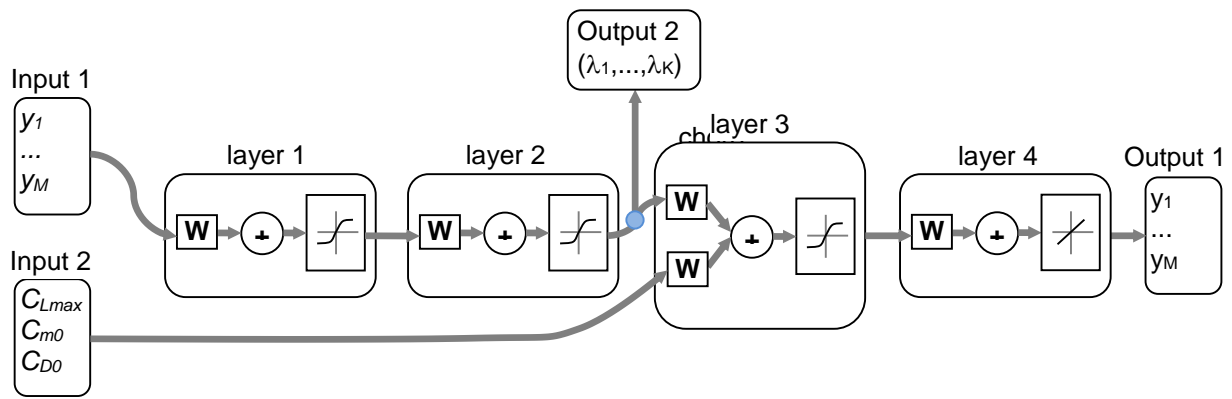 Output 2
(λ1,...,λK)
Input 1
y1
...
yM
layer 1
layer 2
layer 3
layer 4
Output 1
y1
...
yM
W
+
W
+
W
W
+
W
+
Input 2
CLmax
Cm0
CD0